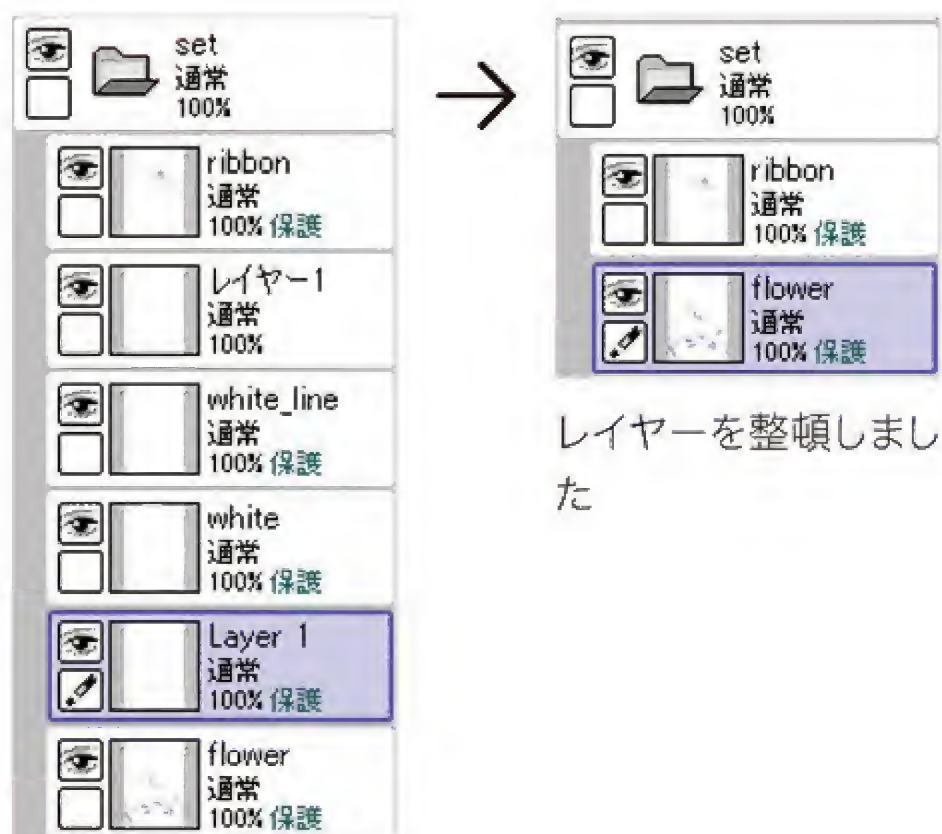 set
通常
100%
ribbon
通常
100% 保護
レイヤー1
通常
100%
white_line
通常
100% 保護
white
通常
100% 保護
Layer 1
通常
100% 保護
flower
通常
100% 保護
set
通常
100%
ribbon
通常
100% 保護
flower
通常
100% 保護
レイヤーを整頓しまし
た